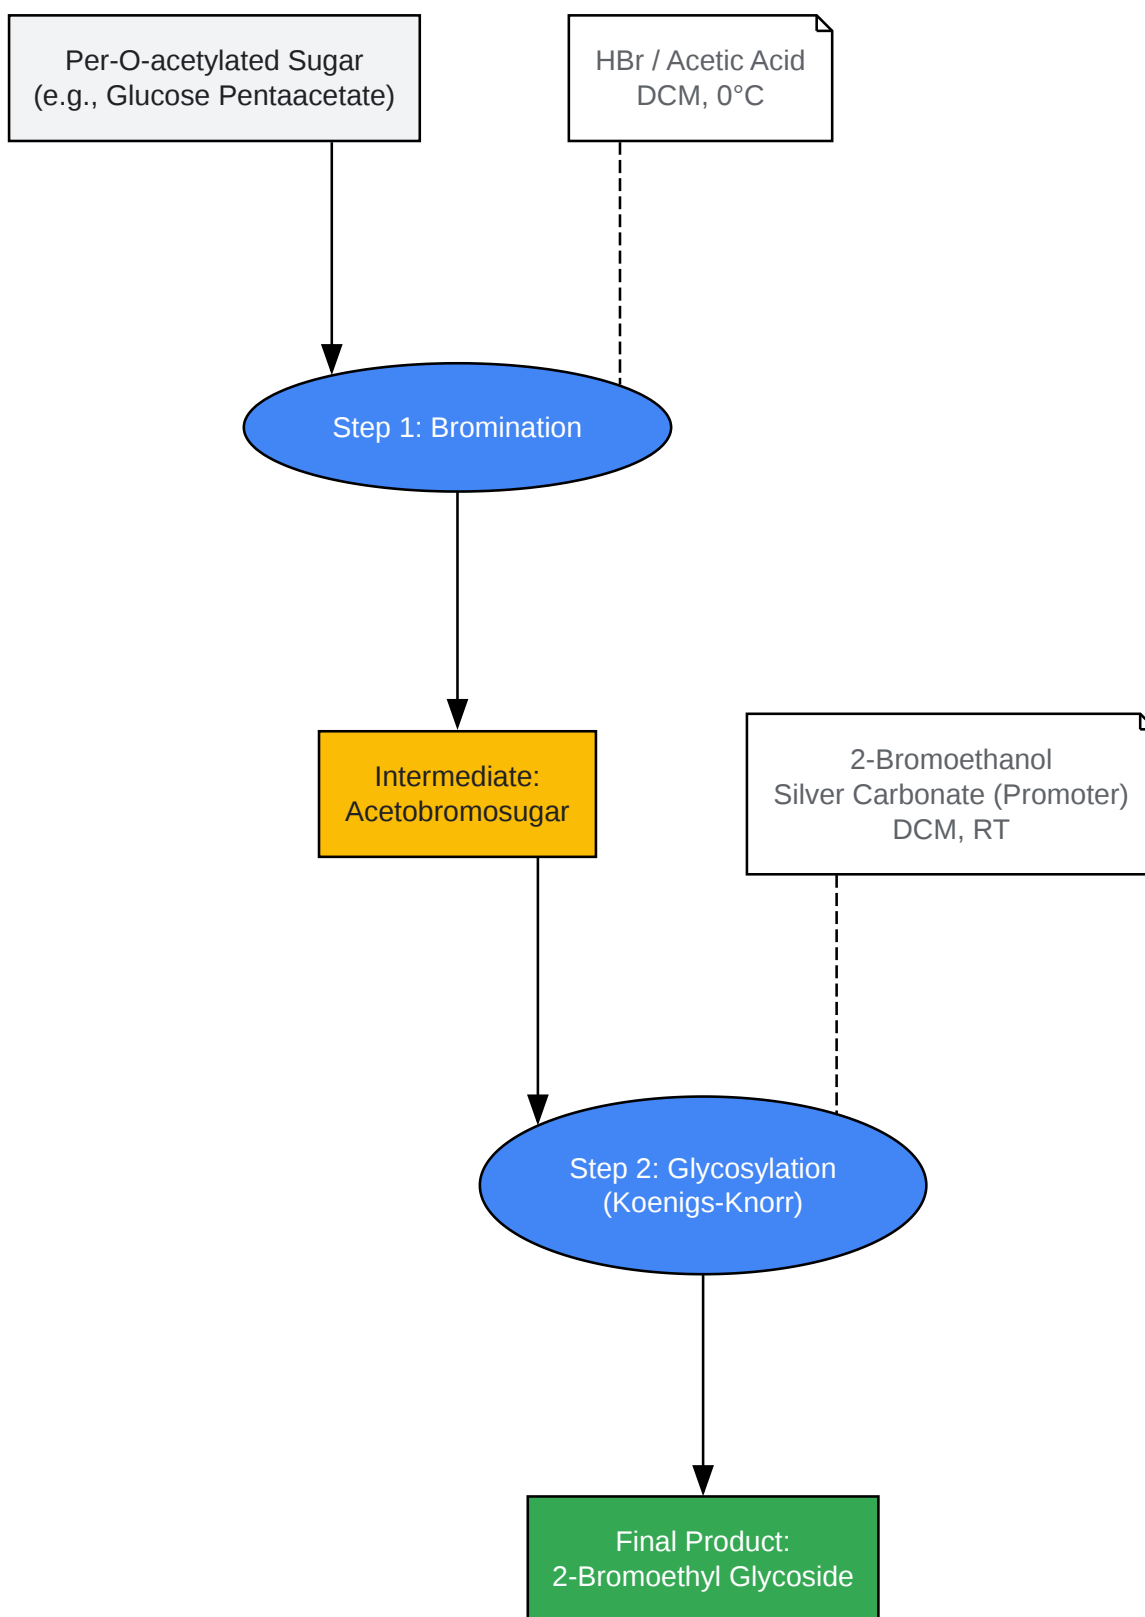 Per-O-acetylated Sugar
(e.g., Glucose Pentaacetate)
HBr / Acetic Acid
DCM, 0°C
Step 1: Bromination
Intermediate:
Acetobromosugar
2-Bromoethanol
Silver Carbonate (Promoter)
DCM, RT
Step 2: Glycosylation
(Koenigs-Knorr)
Final Product:
2-Bromoethyl Glycoside